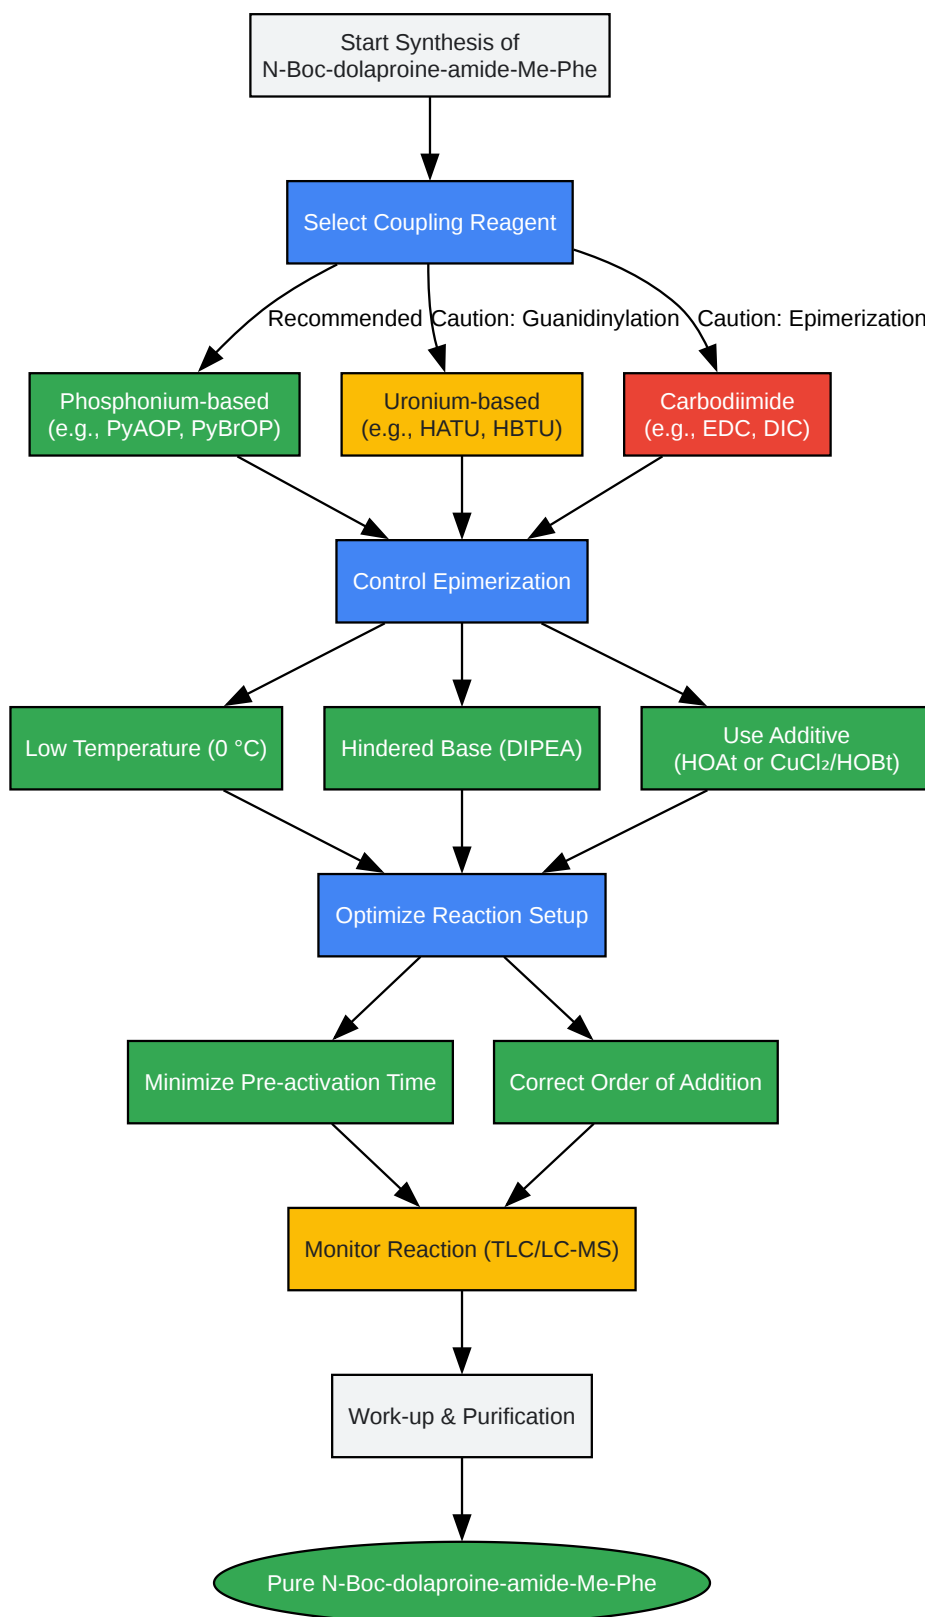 Start Synthesis of
N-Boc-dolaproine-amide-Me-Phe
Select Coupling Reagent
Recommended
Caution: Guanidinylation
Caution: Epimerization
Phosphonium-based
(e.g., PyAOP, PyBrOP)
Uronium-based
(e.g., HATU, HBTU)
Carbodiimide
(e.g., EDC, DIC)
Control Epimerization
Low Temperature (0 °C)
Hindered Base (DIPEA)
Use Additive
(HOAt or CuCl₂/HOBt)
Optimize Reaction Setup
Minimize Pre-activation Time
Correct Order of Addition
Monitor Reaction (TLC/LC-MS)
Work-up & Purification
Pure N-Boc-dolaproine-amide-Me-Phe